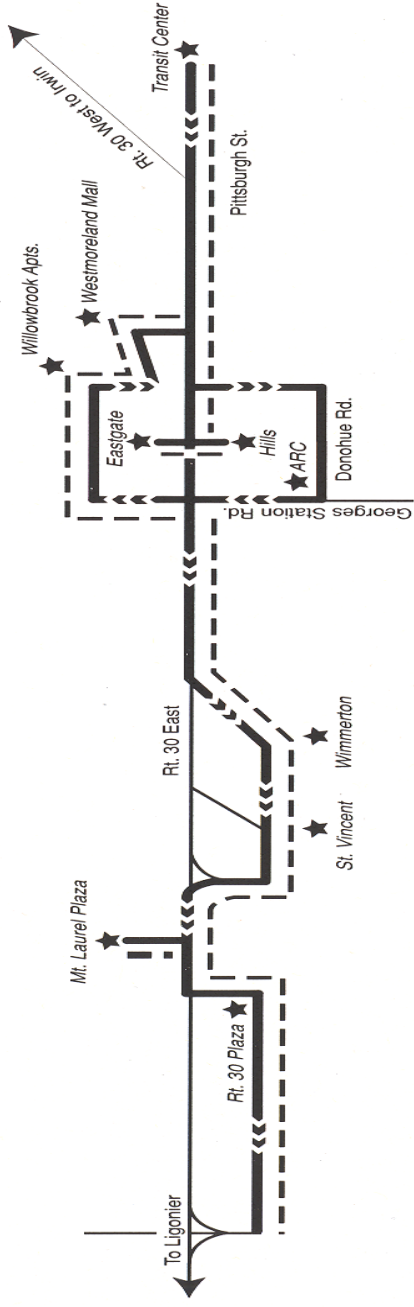 Transit Center
Rt. 30 West to Irwin
Pittsburgh St.
Westmoreland Mall
Willowbrook Apts.
Eastgate
Hills
ARC
Donohue Rd.
Georges Station Rd.
Rt. 30 East
Wimmerton
St. Vincent
Mt. Laurel Plaza
Rt. 30 Plaza
To Ligonier